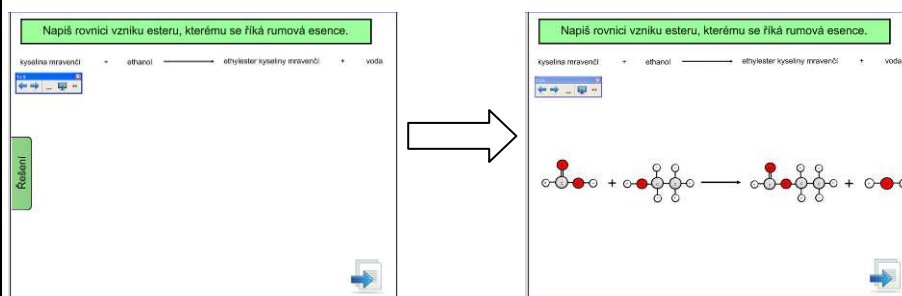 Napiš rovnici vzniku esteru, kterému se říká rumová esence.
kyselina mravenčí + ethanol ethylester kyseliny mravenčí + voda
Řešení
Napiš rovnici vzniku esteru, kterému se říká rumová esence.
kyselina mravenčí + ethanol ethylester kyseliny mravenčí + voda
+ +